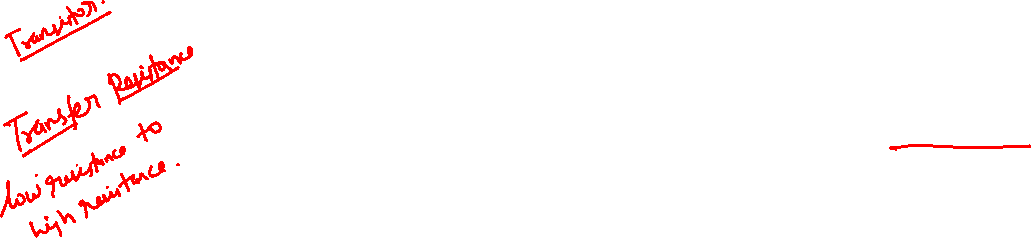 Transistor.
Transfer Resistance
low resistance to
high resistance.